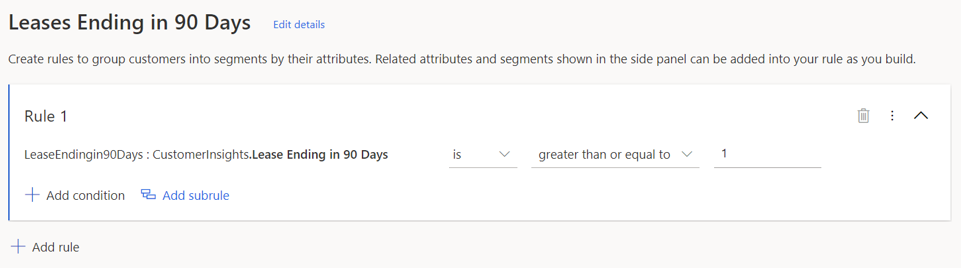 Leases Ending in 90 Days Edit details
Create rules to group customers into segments by their attributes. Related attributes and segments shown in the side panel can be added into your rule as you build.
Rule 1
LeaseEndingin90Days : CustomerInsights.Lease Ending in 90 Days is greater than or equal to 1
Add condition Add subrule
Add rule